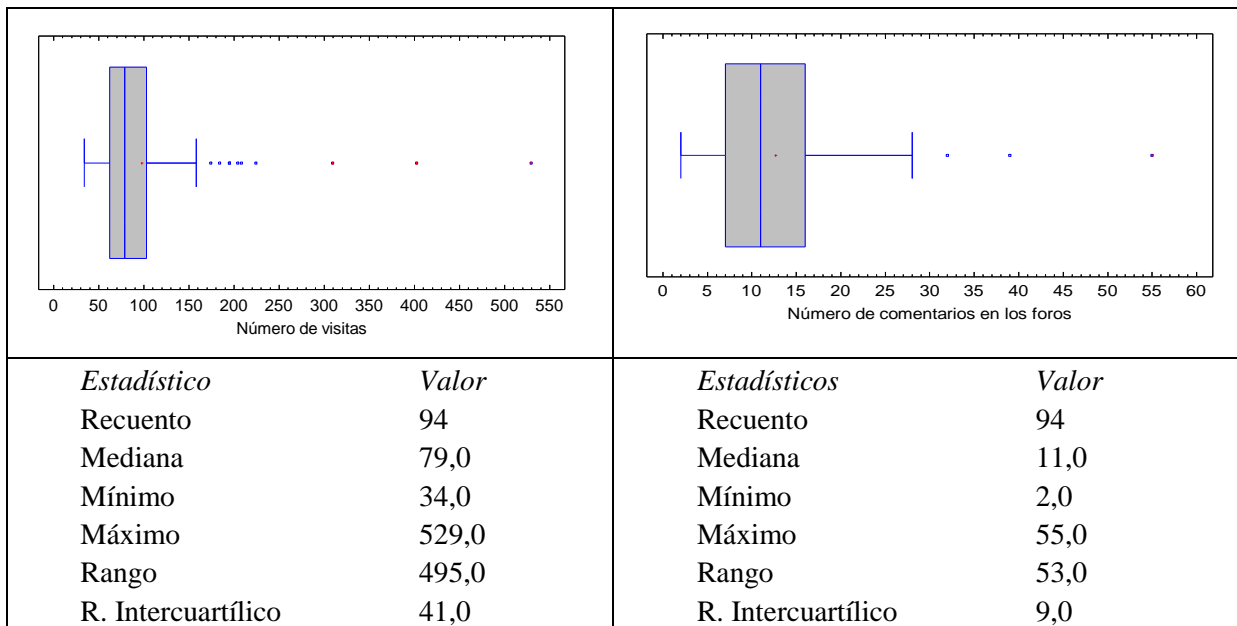 0 50 100 150 200 250 300 350 400 450 500 550
Número de visitas
0 5 10 15 20 25 30 35 40 45 50 55 60
Número de comentarios en los foros
Estadístico Valor
Recuento 94
Mediana 79,0
Mínimo 34,0
Máximo 529,0
Rango 495,0
R. Intercuartílico 41,0
Estadísticos Valor
Recuento 94
Mediana 11,0
Mínimo 2,0
Máximo 55,0
Rango 53,0
R. Intercuartílico 9,0